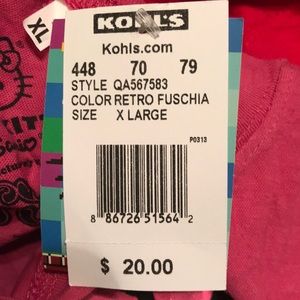 XL
KOHL'S
Kohls.com
448 70 79
STYLE QA567583
COLOR RETRO FUSCHIA
SIZE X LARGE
P0313
8 86726 51564 2
$ 20.00